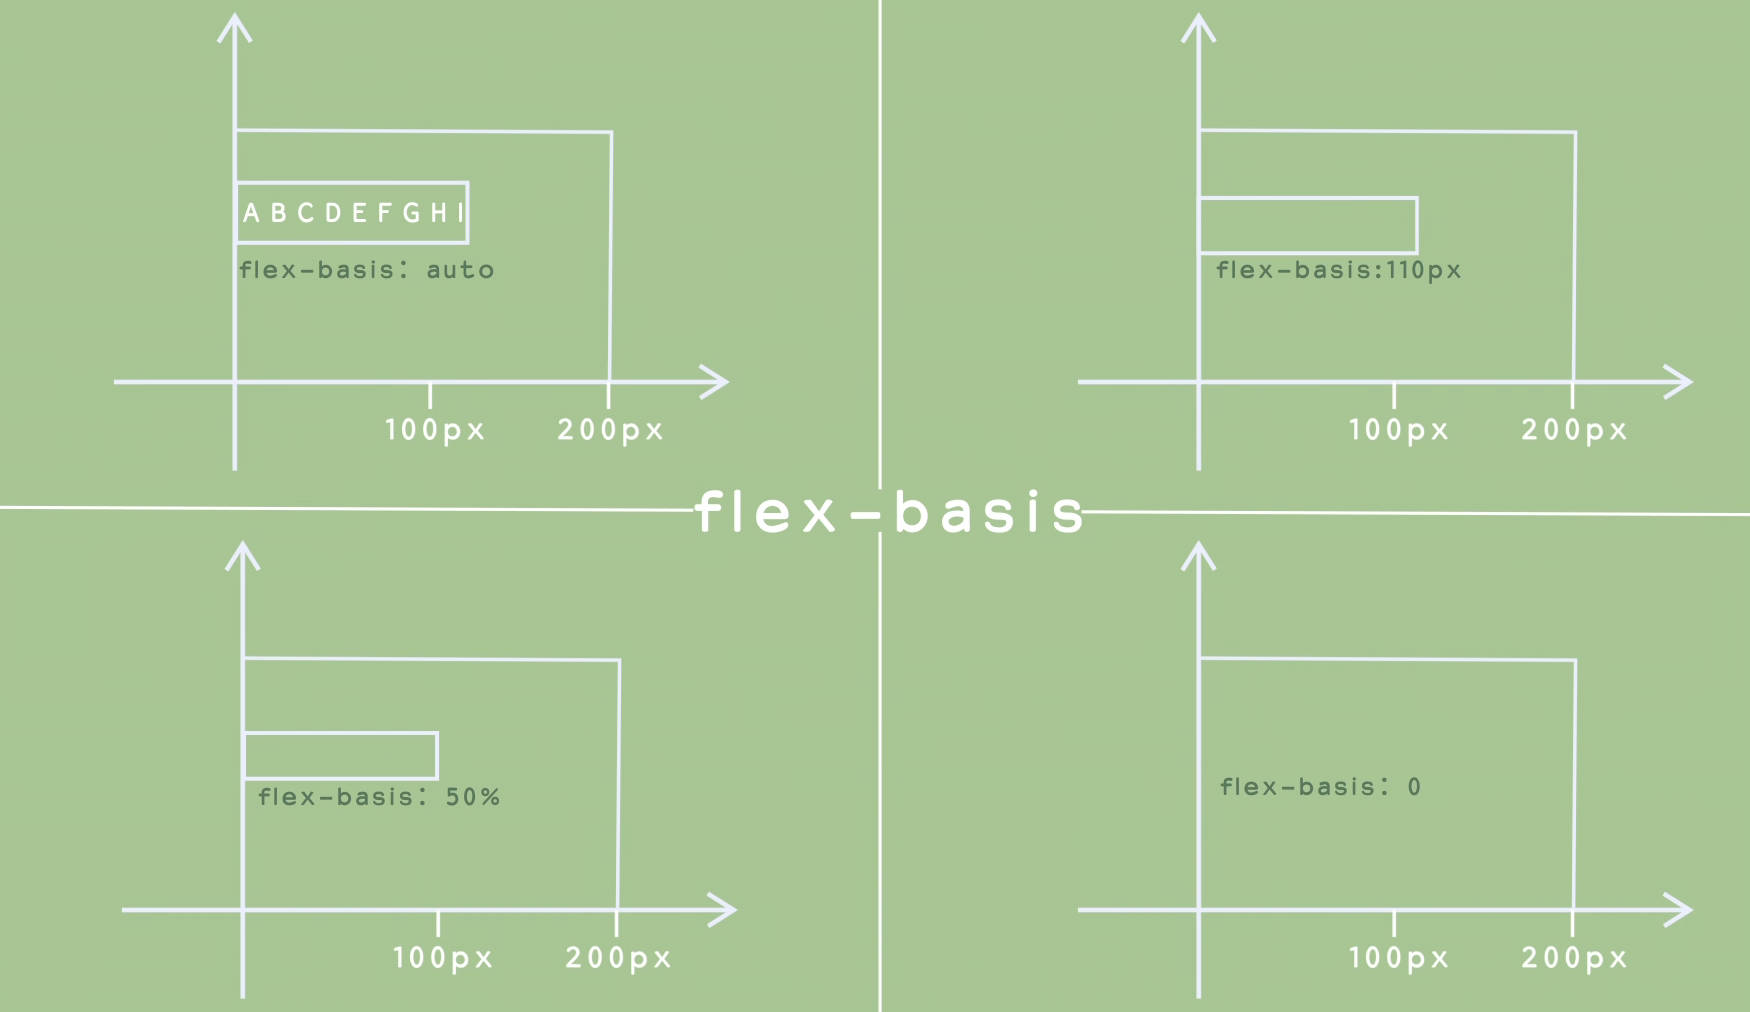 A B C D E F G H I
flex-basis: auto
100px 200px
flex-basis:110px
100px 200px
flex-basis
flex-basis: 50%
100px 200px
flex-basis: 0
100px 200px